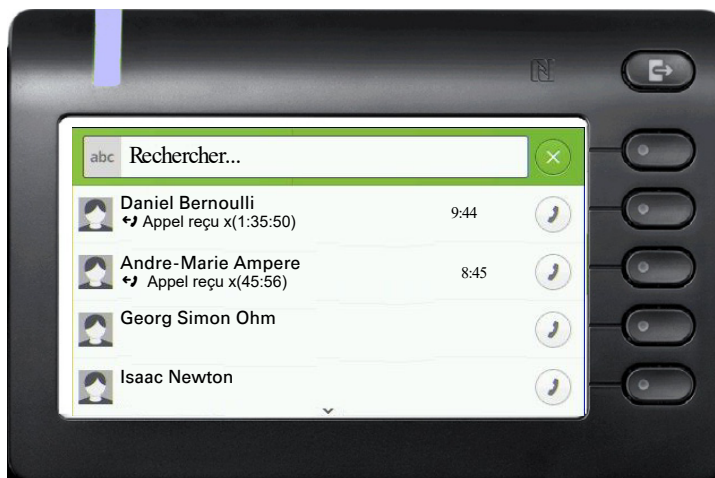 abc Rechercher...
Daniel Bernoulli 9:44
Appel reçu x(1:35:50)
Andre-Marie Ampere 8:45
Appel reçu x(45:56)
Georg Simon Ohm
Isaac Newton